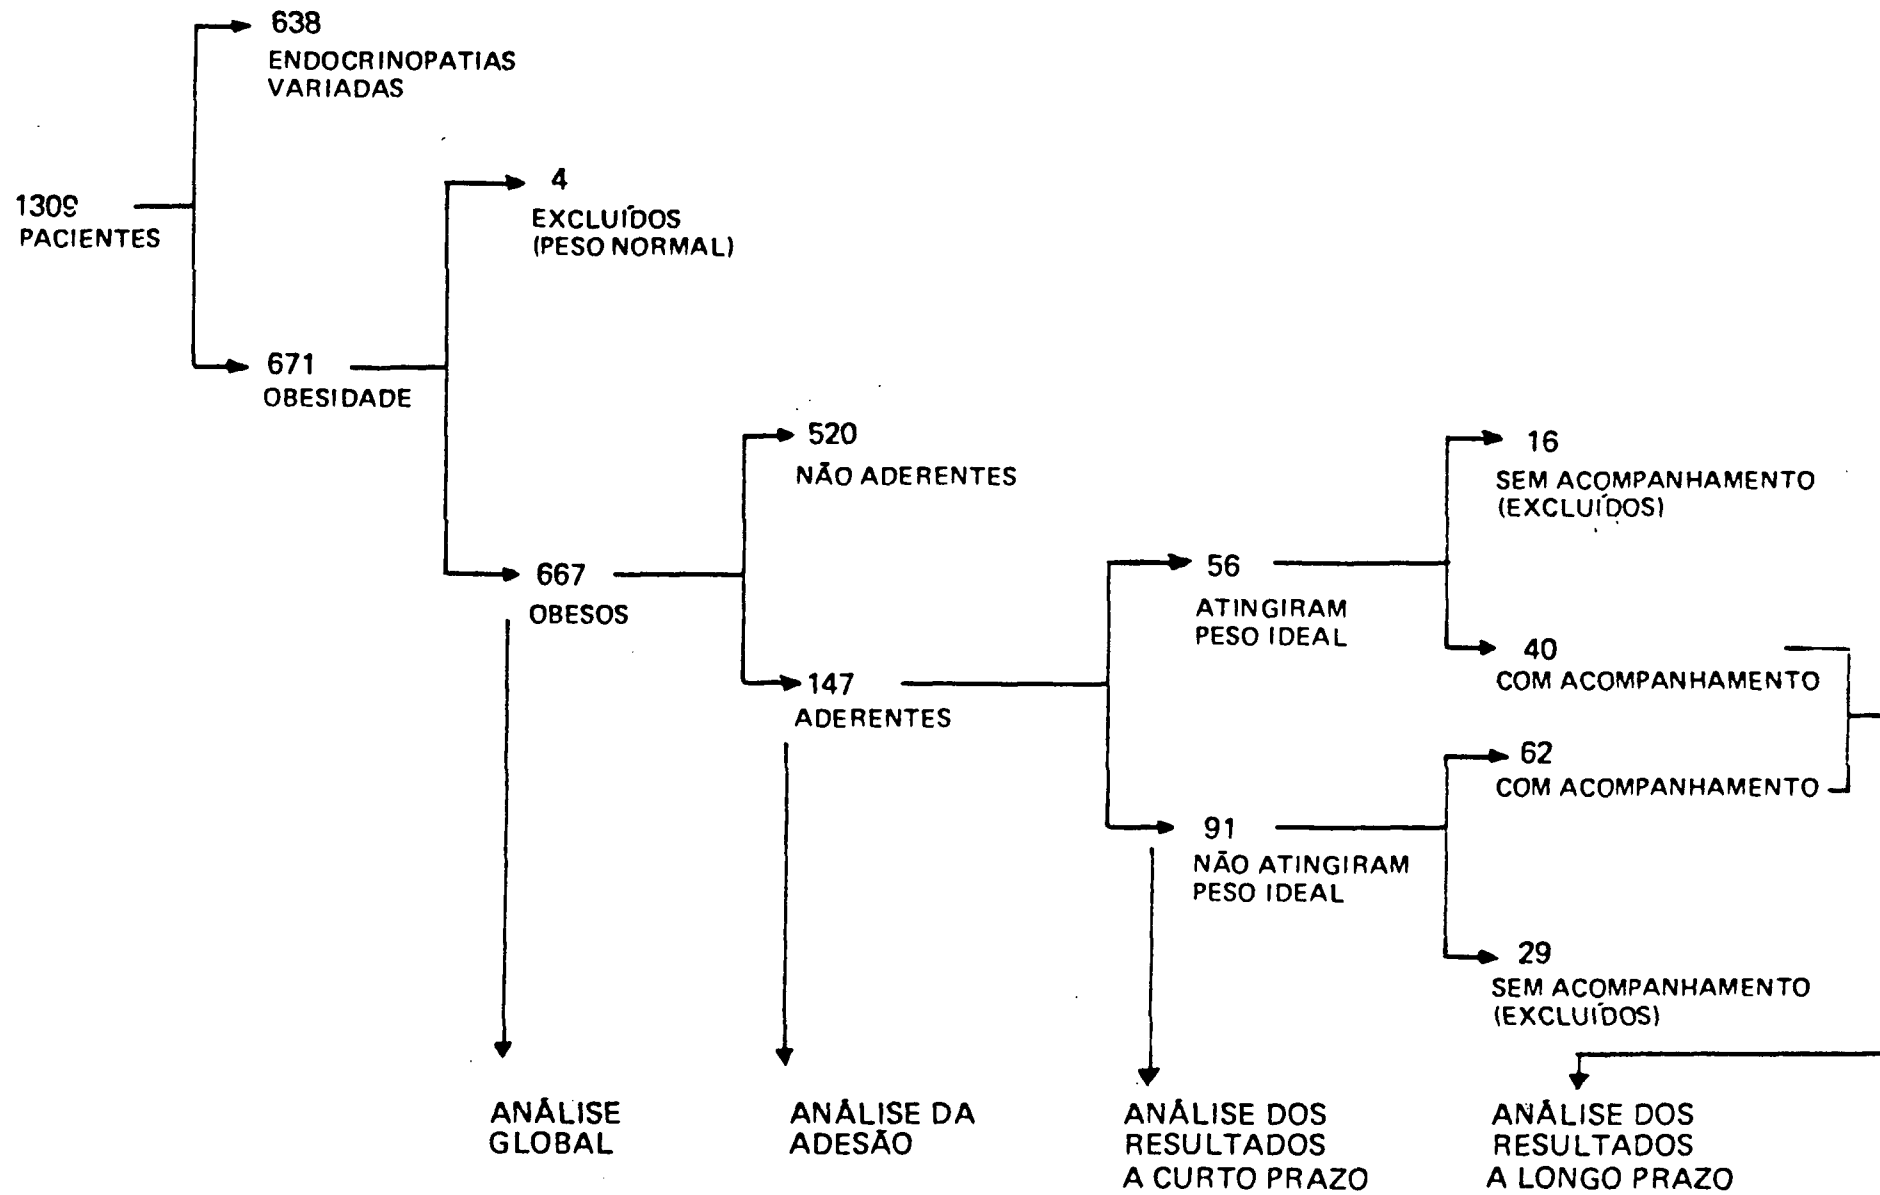 638
ENDOCRINOPATIAS
VARIADAS
4
EXCLUÍDOS
(PESO NORMAL)
1309
PACIENTES
671
OBESIDADE
520
NÃO ADERENTES
16
SEM ACOMPANHAMENTO
(EXCLUÍDOS)
667
OBESOS
56
ATINGIRAM
PESO IDEAL
40
COM ACOMPANHAMENTO
147
ADERENTES
62
COM ACOMPANHAMENTO
91
NÃO ATINGIRAM
PESO IDEAL
29
SEM ACOMPANHAMENTO
(EXCLUÍDOS)
ANÁLISE
GLOBAL
ANÁLISE DA
ADESÃO
ANÁLISE DOS
RESULTADOS
A CURTO PRAZO
ANÁLISE DOS
RESULTADOS
A LONGO PRAZO